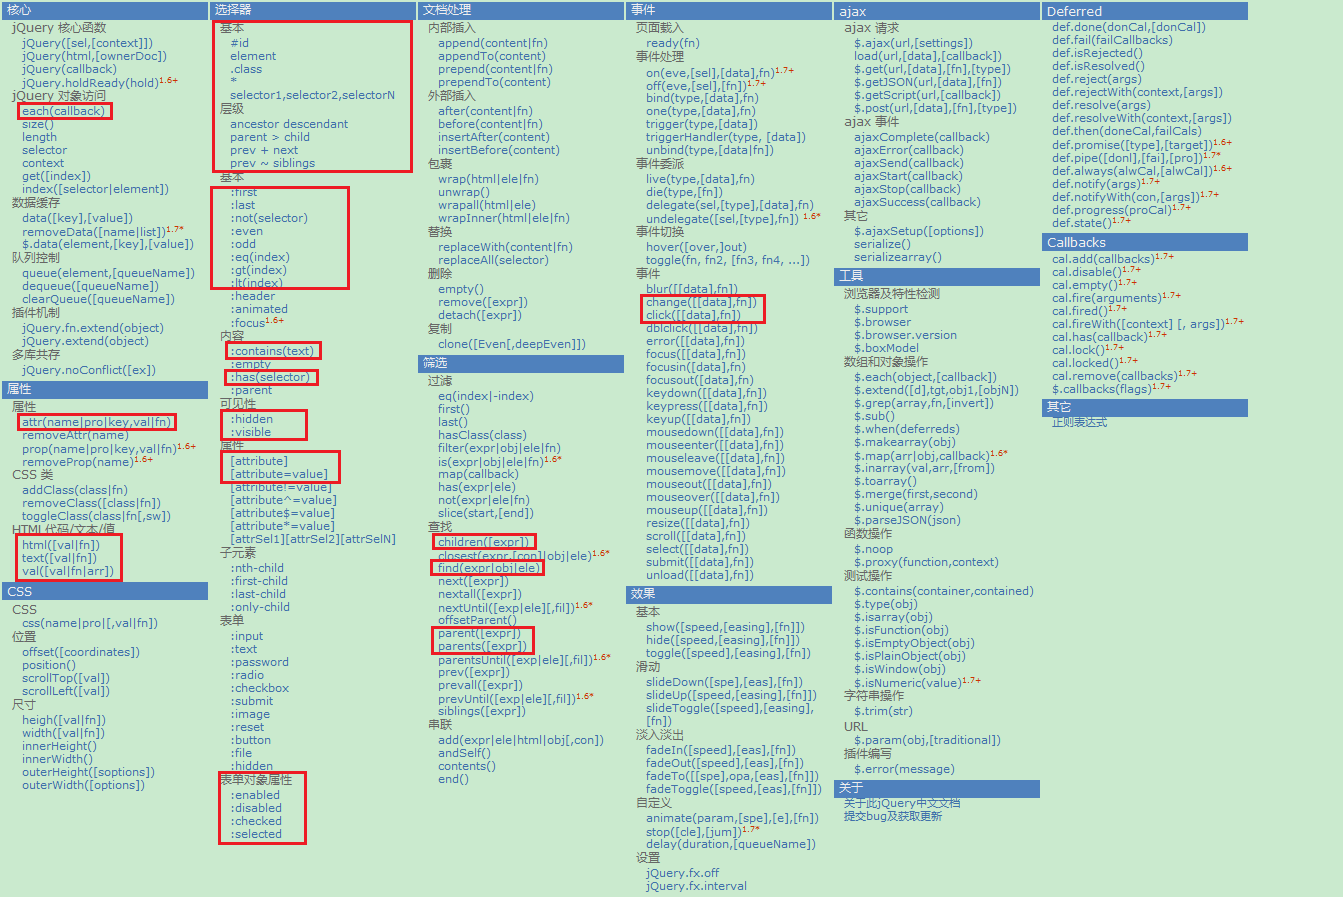 核心
jQuery 核心函数
jQuery([sel,[context]])
jQuery(html,[ownerDoc])
jQuery(callback)
jQuery.holdReady(hold)1.6+
jQuery 对象访问
each(callback)
size()
length
selector
context
get([index])
index([selector|element])
数据缓存
data([key],[value])
removeData([name|list])1.7*
$.data(element,[key],[value])
队列控制
queue(element,[queueName])
dequeue([queueName])
clearQueue([queueName])
插件机制
jQuery.fn.extend(object)
jQuery.extend(object)
多库共存
jQuery.noConflict([ex])
属性
属性
attr(name|pro|key,val|fn)
removeAttr(name)
prop(name|pro|key,val|fn)1.6+
removeProp(name)1.6+
CSS 类
addClass(class|fn)
removeClass([class|fn])
toggleClass(class|fn[,sw])
HTML代码/文本/值
html([val|fn])
text([val|fn])
val([val|fn|arr])
CSS
CSS
css(name|pro|[,val|fn])
位置
offset([coordinates])
position()
scrollTop([val])
scrollLeft([val])
尺寸
heigh([val|fn])
width([val|fn])
innerHeight()
innerWidth()
outerHeight([soptions])
outerWidth([options])
选择器
基本
#id
element
.class
*
selector1,selector2,selectorN
层级
ancestor descendant
parent > child
prev + next
prev ~ siblings
基本
:first
:last
:not(selector)
:even
:odd
:eq(index)
:gt(index)
:lt(index)
:header
:animated
:focus1.6+
内容
:contains(text)
:empty
:has(selector)
:parent
可见性
:hidden
:visible
属性
[attribute]
[attribute=value]
[attribute!=value]
[attribute^=value]
[attribute$=value]
[attribute*=value]
[attrSel1][attrSel2][attrSelN]
子元素
:nth-child
:first-child
:last-child
:only-child
表单
:input
:text
:password
:radio
:checkbox
:submit
:image
:reset
:button
:file
:hidden
表单对象属性
:enabled
:disabled
:checked
:selected
文档处理
内部插入
append(content|fn)
appendTo(content)
prepend(content|fn)
prependTo(content)
外部插入
after(content|fn)
before(content|fn)
insertAfter(content)
insertBefore(content)
包裹
wrap(html|ele|fn)
unwrap()
wrapall(html|ele)
wrapInner(html|ele|fn)
替换
replaceWith(content|fn)
replaceAll(selector)
删除
empty()
remove([expr])
detach([expr])
复制
clone([Even[,deepEven]])
筛选
过滤
eq(index|-index)
first()
last()
hasClass(class)
filter(expr|obj|ele|fn)
is(expr|obj|ele|fn)1.6*
map(callback)
has(expr|ele)
not(expr|ele|fn)
slice(start,[end])
查找
children([expr])
closest(expr,[con]|obj|ele)1.6*
find(expr|obj|ele)
next([expr])
nextall([expr])
nextUntil([exp|ele][,fil])1.6*
offsetParent()
parent([expr])
parents([expr])
parentsUntil([exp|ele][,fil])1.6*
prev([expr])
prevall([expr])
prevUntil([exp|ele][,fil])1.6*
siblings([expr])
串联
add(expr|ele|html|obj[,con])
andSelf()
contents()
end()
事件
页面载入
ready(fn)
事件处理
on(eve,[sel],[data],fn)1.7+
off(eve,[sel],[fn])1.7+
bind(type,[data],fn)
one(type,[data],fn)
trigger(type,[data])
triggerHandler(type, [data])
unbind(type,[data|fn])
事件委派
live(type,[data],fn)
die(type,[fn])
delegate(sel,[type],[data],fn)
undelegate([sel,[type],fn]) 1.6*
事件切换
hover([over,]out)
toggle(fn, fn2, [fn3, fn4, ...])
事件
blur([[data],fn])
change([[data],fn])
click([[data],fn])
dblclick([[data],fn])
error([[data],fn])
focus([[data],fn])
focusin([data],fn)
focusout([data],fn)
keydown([[data],fn])
keypress([[data],fn])
keyup([[data],fn])
mousedown([[data],fn])
mouseenter([[data],fn])
mouseleave([[data],fn])
mousemove([[data],fn])
mouseout([[data],fn])
mouseover([[data],fn])
mouseup([[data],fn])
resize([[data],fn])
scroll([[data],fn])
select([[data],fn])
submit([[data],fn])
unload([[data],fn])
效果
基本
show([speed,[easing],[fn]])
hide([speed,[easing],[fn]])
toggle([speed],[easing],[fn])
滑动
slideDown([spe],[eas],[fn])
slideUp([speed,[easing],[fn]])
slideToggle([speed],[easing],
[fn])
淡入淡出
fadeIn([speed],[eas],[fn])
fadeOut([speed],[eas],[fn])
fadeTo([[spe],opa,[eas],[fn]])
fadeToggle([speed,[eas],[fn]])
自定义
animate(param,[spe],[e],[fn])
stop([cle],[jum])1.7*
delay(duration,[queueName])
设置
jQuery.fx.off
jQuery.fx.interval
ajax
ajax 请求
$.ajax(url,[settings])
load(url,[data],[callback])
$.get(url,[data],[fn],[type])
$.getJSON(url,[data],[fn])
$.getScript(url,[callback])
$.post(url,[data],[fn],[type])
ajax 事件
ajaxComplete(callback)
ajaxError(callback)
ajaxSend(callback)
ajaxStart(callback)
ajaxStop(callback)
ajaxSuccess(callback)
其它
$.ajaxSetup([options])
serialize()
serializearray()
工具
浏览器及特性检测
$.support
$.browser
$.browser.version
$.boxModel
数组和对象操作
$.each(object,[callback])
$.extend([d],tgt,obj1,[objN])
$.grep(array,fn,[invert])
$.sub()
$.when(deferreds)
$.makearray(obj)
$.map(arr|obj,callback)1.6*
$.inarray(val,arr,[from])
$.toarray()
$.merge(first,second)
$.unique(array)
$.parseJSON(json)
函数操作
$.noop
$.proxy(function,context)
测试操作
$.contains(container,contained)
$.type(obj)
$.isarray(obj)
$.isFunction(obj)
$.isEmptyObject(obj)
$.isPlainObject(obj)
$.isWindow(obj)
$.isNumeric(value)1.7+
字符串操作
$.trim(str)
URL
$.param(obj,[traditional])
插件编写
$.error(message)
关于
关于此jQuery中文文档
提交bug及获取更新
Deferred
def.done(donCal,[donCal])
def.fail(failCallbacks)
def.isRejected()
def.isResolved()
def.reject(args)
def.rejectWith(context,[args])
def.resolve(args)
def.resolveWith(context,[args])
def.then(doneCal,failCals)
def.promise([type],[target])1.6+
def.pipe([donl],[fai],[pro])1.7*
def.always(alwCal,[alwCal])1.6+
def.notify(args)1.7+
def.notifyWith(con,[args])1.7+
def.progress(proCal)1.7+
def.state()1.7+
Callbacks
cal.add(callbacks)1.7+
cal.disable()1.7+
cal.empty()1.7+
cal.fire(arguments)1.7+
cal.fired()1.7+
cal.fireWith([context] [, args])1.7+
cal.has(callback)1.7+
cal.lock()1.7+
cal.locked()1.7+
cal.remove(callbacks)1.7+
$.callbacks(flags)1.7+
其它
正则表达式